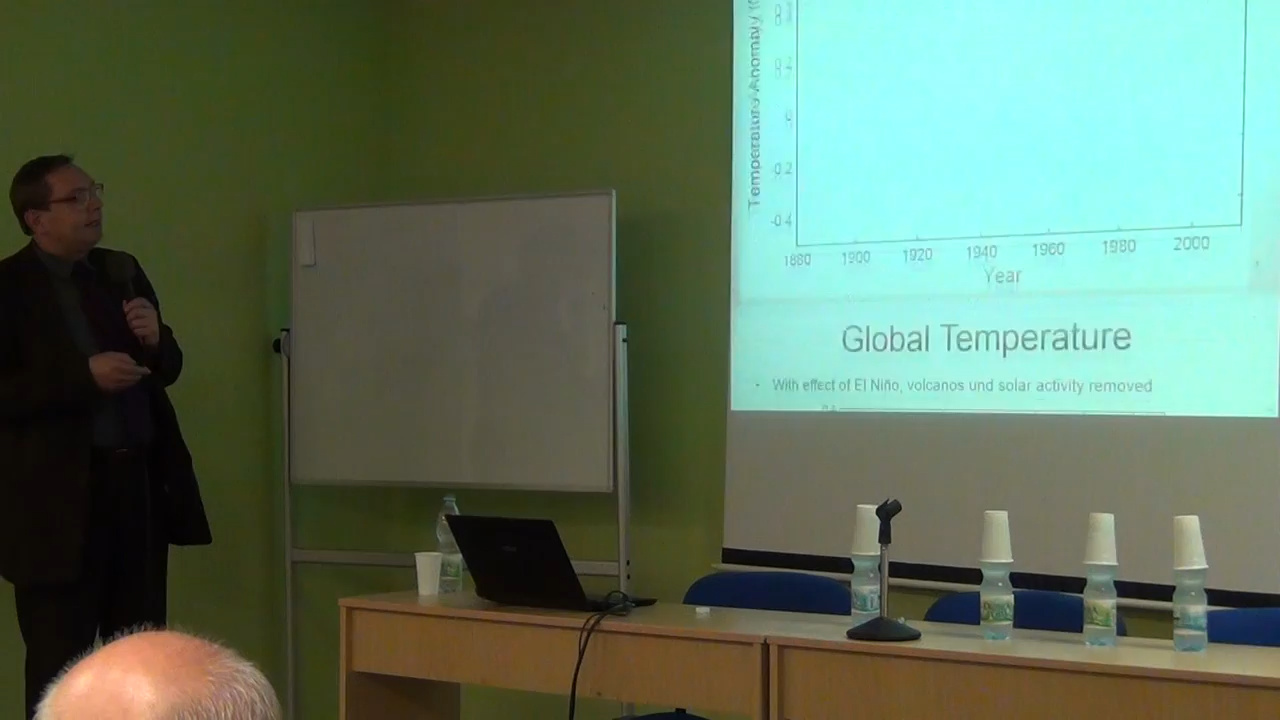 Temperature Anomaly
0.2
-0.2
-0.4
1880 1900 1920 1940 1960 1980 2000
Year
Global Temperature
• With effect of El Niño, volcanos und solar activity removed